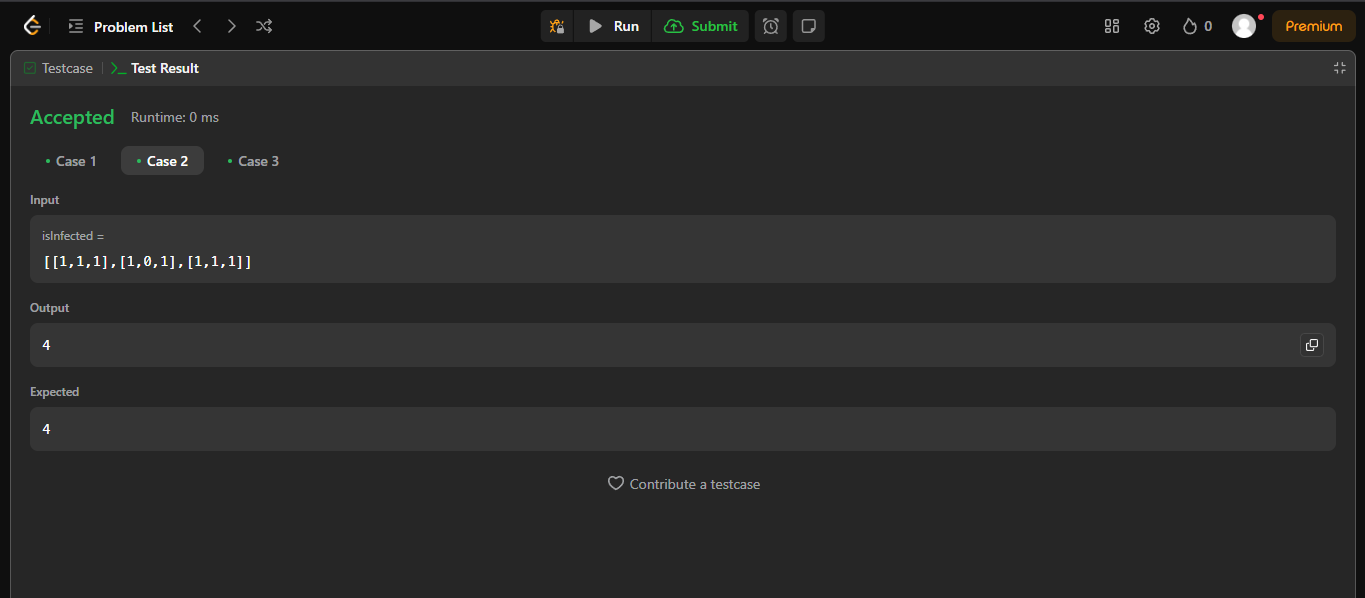 Problem List
Run
Submit
0
Premium
Testcase
Test Result
Accepted Runtime: 0 ms
Case 1
Case 2
Case 3
Input
isInfected =
[[1,1,1],[1,0,1],[1,1,1]]
Output
4
Expected
4
Contribute a testcase